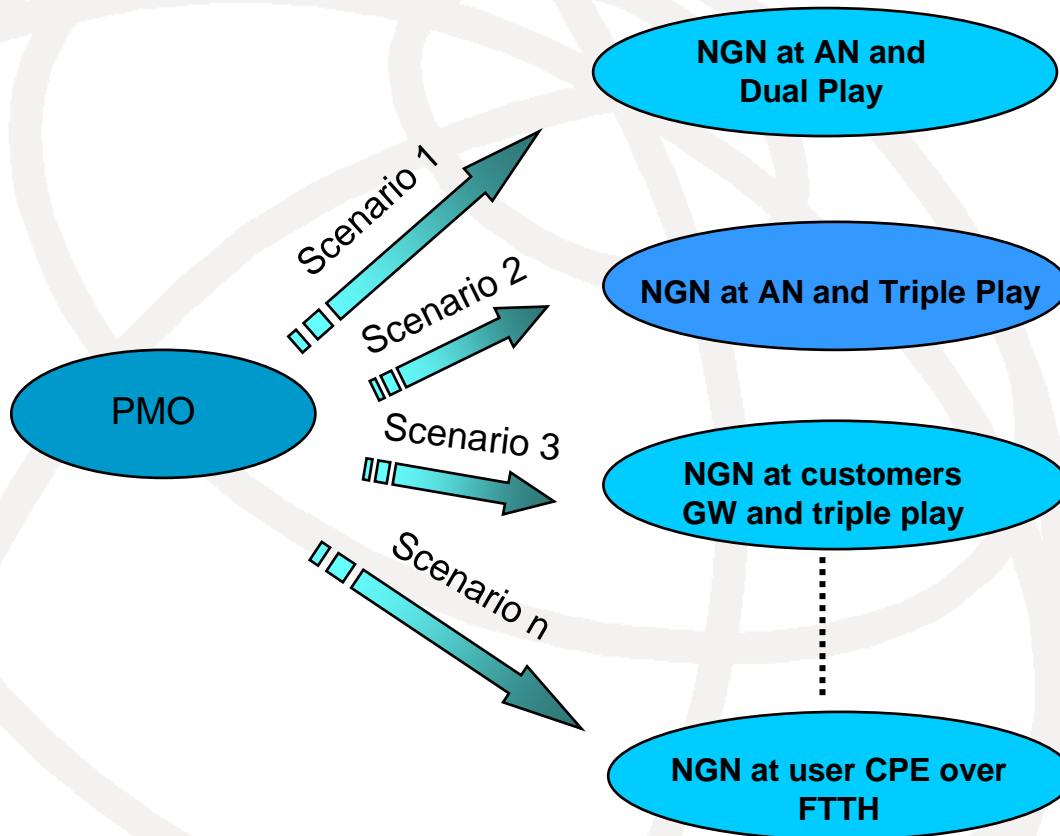 NGN at AN and
Dual Play
Scenario 1
Scenario 2
NGN at AN and Triple Play
PMO
Scenario 3
NGN at customers
GW and triple play
Scenario n
NGN at user CPE over
FTTH